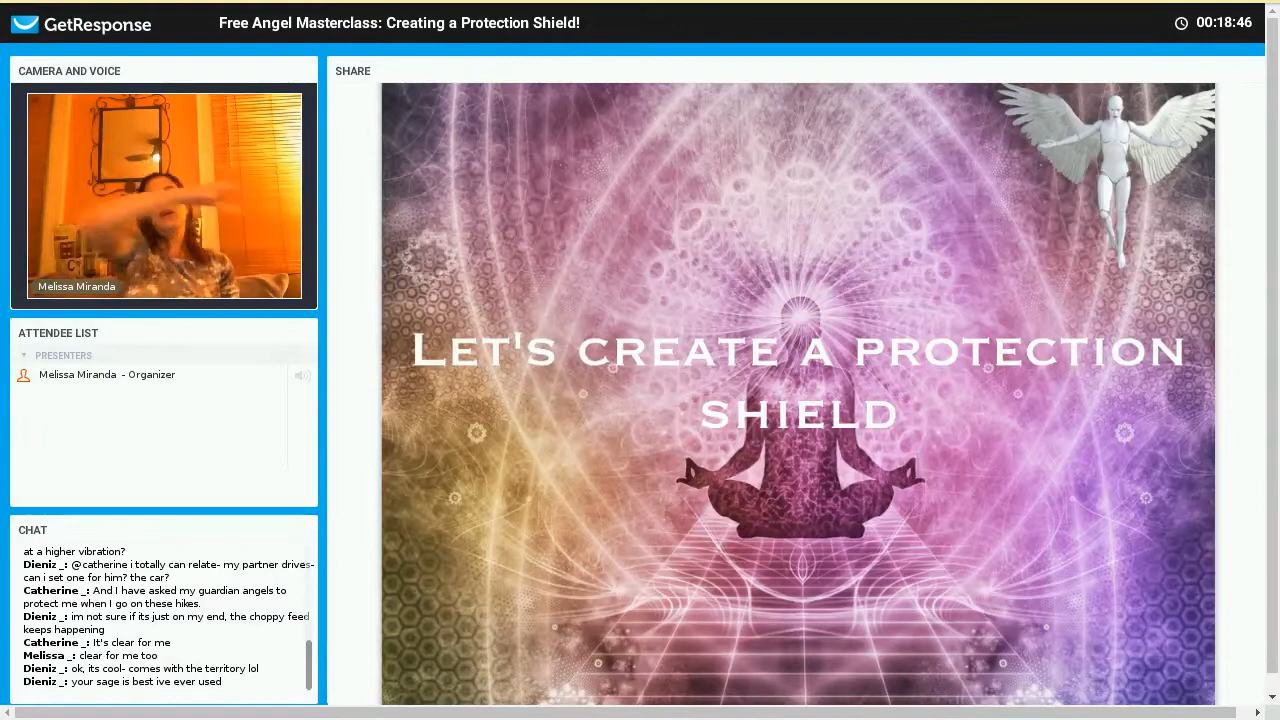 GetResponse
Free Angel Masterclass: Creating a Protection Shield!
00:18:46
CAMERA AND VOICE
Melissa Miranda
ATTENDEE LIST
PRESENTERS
Melissa Miranda - Organizer
CHAT
at a higher vibration?
Dieniz _: @catherine i totally can relate- my partner drives-
can i set one for him? the car?
Catherine _: And I have asked my guardian angels to
protect me when I go on these hikes.
Dieniz _: im not sure if its just on my end, the choppy feed
keeps happening
Catherine _: It's clear for me
Melissa _: clear for me too
Dieniz _: ok, its cool- comes with the territory lol
Dieniz _: your sage is best ive ever used
SHARE
LET'S CREATE A PROTECTION
SHIELD